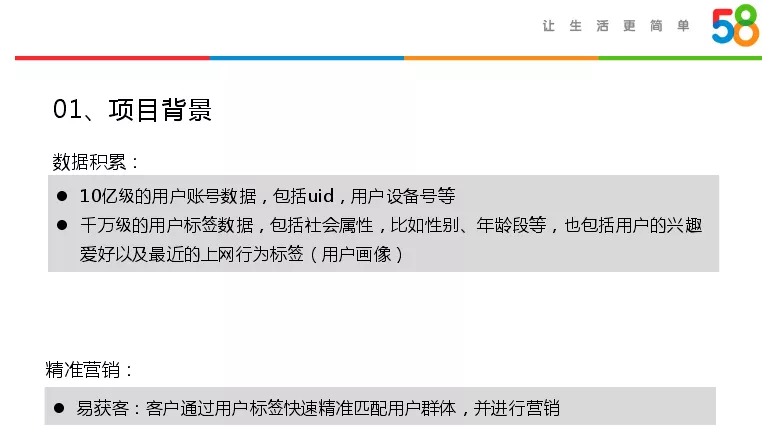 让生活更简单 58
01、项目背景
数据积累：
● 10亿级的用户账号数据，包括uid，用户设备号等
● 千万级的用户标签数据，包括社会属性，比如性别、年龄段等，也包括用户的兴趣
爱好以及最近的上网行为标签（用户画像）
精准营销：
● 易获客：客户通过用户标签快速精准匹配用户群体，并进行营销